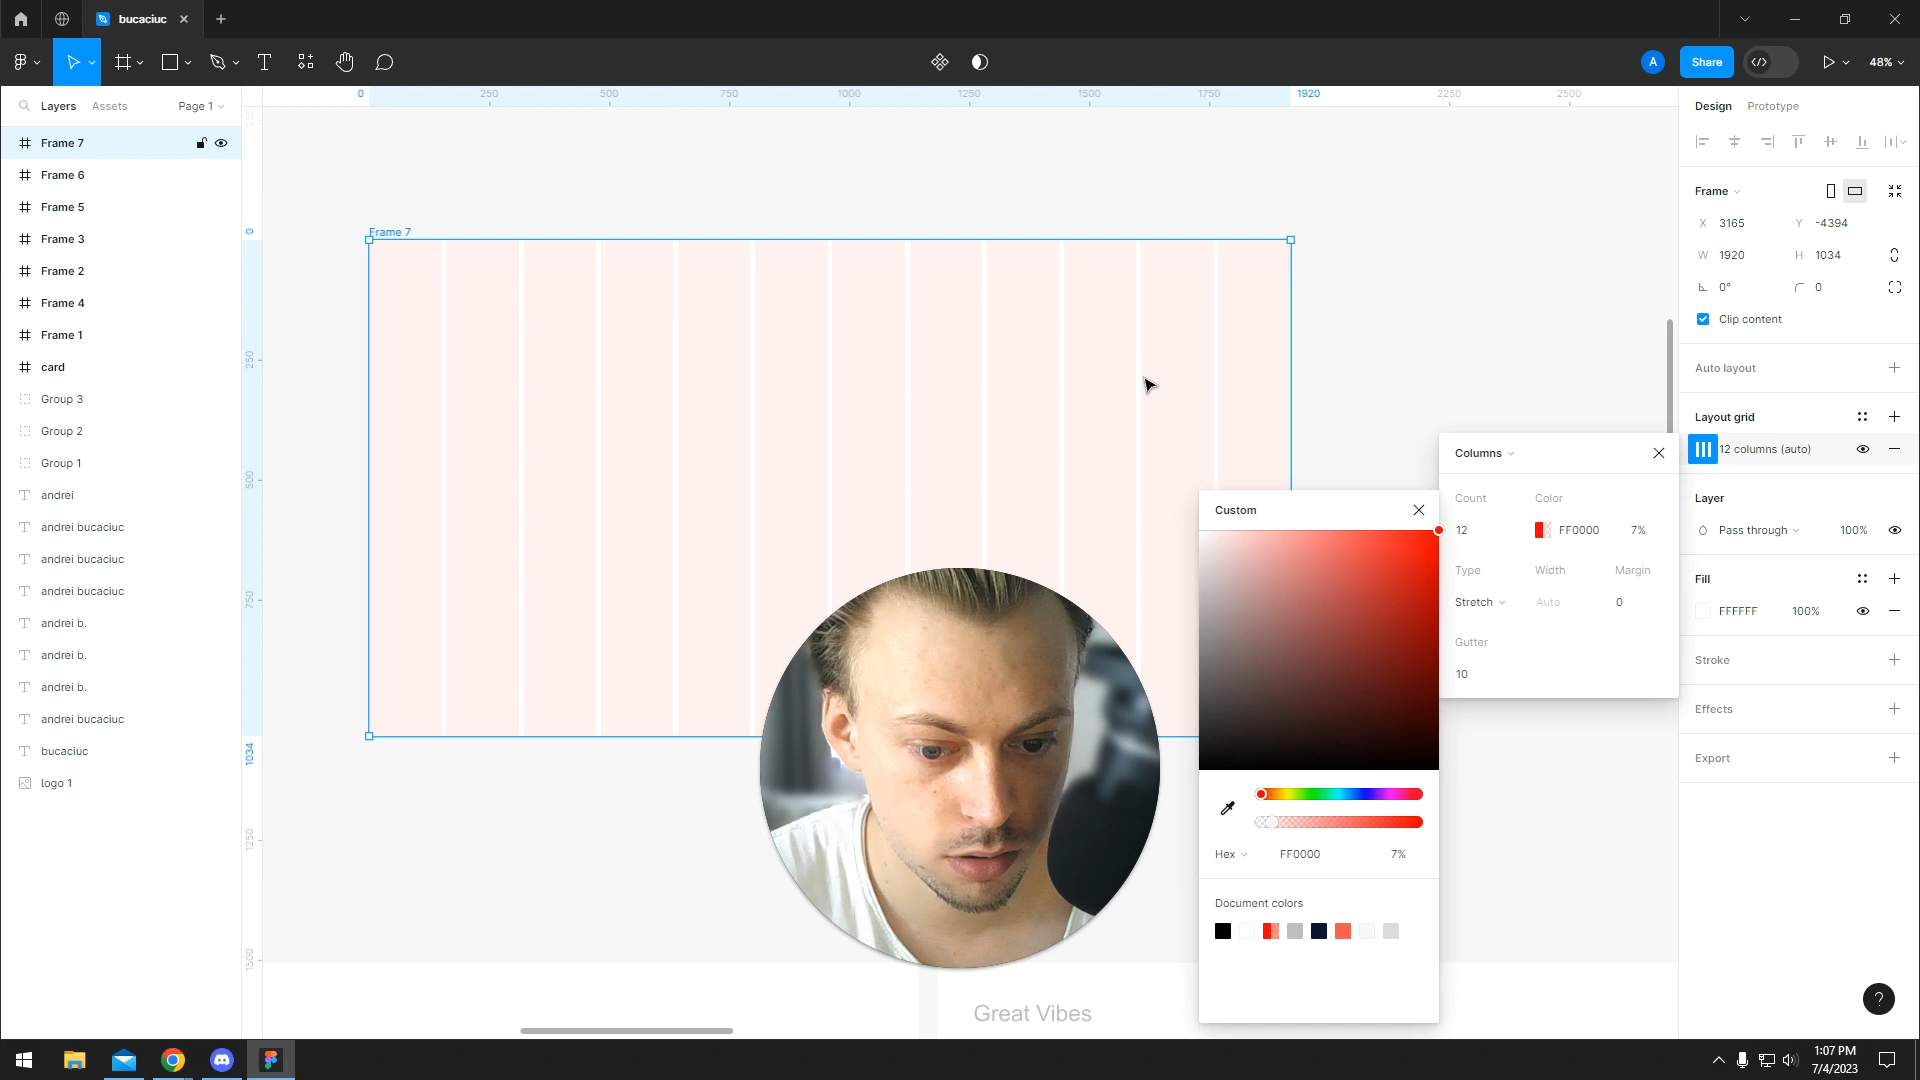 bucaciuc
A
Share
48%
Layers
Assets
Page 1
Frame 7
Frame 6
Frame 5
Frame 3
Frame 2
Frame 4
Frame 1
card
Group 3
Group 2
Group 1
andrei
andrei bucaciuc
andrei bucaciuc
andrei bucaciuc
andrei b.
andrei b.
andrei b.
andrei bucaciuc
bucaciuc
logo 1
0
250
500
750
1000
1250
1500
1750
1920
2250
2500
0
250
500
750
1034
1250
1500
Frame 7
Great Vibes
Custom
Hex
FF0000
7%
Document colors
Columns
Count
Color
12
FF0000
7%
Type
Width
Margin
Stretch
Auto
0
Gutter
10
Design
Prototype
Frame
X 3165
Y -4394
W 1920
H 1034
0°
0
Clip content
Auto layout
Layout grid
12 columns (auto)
Layer
Pass through
100%
Fill
FFFFFF
100%
Stroke
Effects
Export
?
1:07 PM
7/4/2023